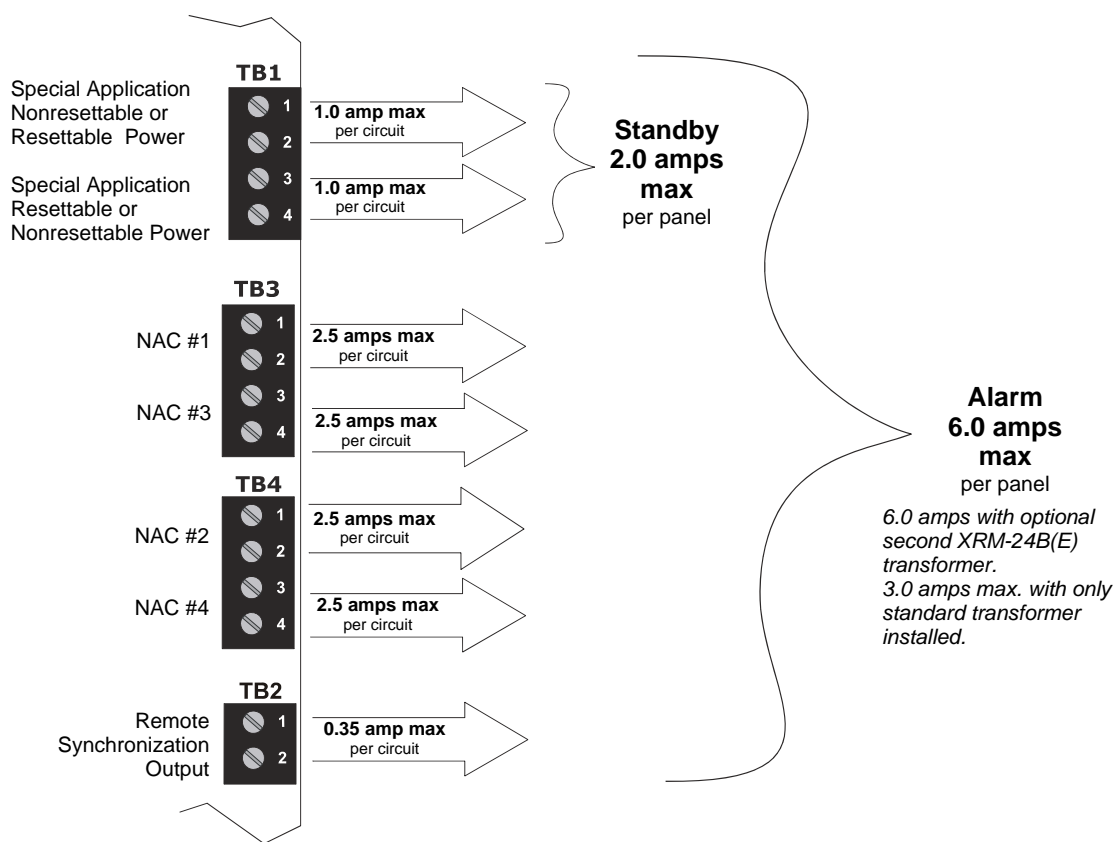 TB1
Special Application
Nonresettable or
Resettable Power
1
2
3
4
1.0 amp max
per circuit
Special Application
Resettable or
Nonresettable Power
1.0 amp max
per circuit
Standby
2.0 amps
max
per panel
TB3
NAC #1
1
2
3
4
2.5 amps max
per circuit
NAC #3
2.5 amps max
per circuit
TB4
NAC #2
1
2
3
4
2.5 amps max
per circuit
NAC #4
2.5 amps max
per circuit
TB2
Remote
Synchronization
Output
1
2
0.35 amp max
per circuit
Alarm
6.0 amps
max
per panel
6.0 amps with optional
second XRM-24B(E)
transformer.
3.0 amps max. with only
standard transformer
installed.